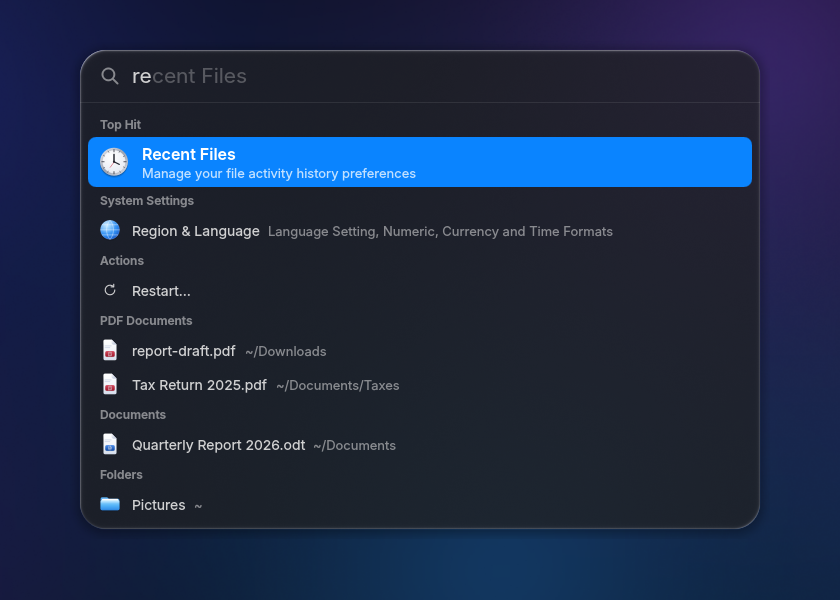 recent Files
Top Hit
Recent Files
Manage your file activity history preferences
System Settings
Region & Language Language Setting, Numeric, Currency and Time Formats
Actions
Restart...
PDF Documents
report-draft.pdf ~/Downloads
Tax Return 2025.pdf ~/Documents/Taxes
Documents
Quarterly Report 2026.odt ~/Documents
Folders
Pictures ~